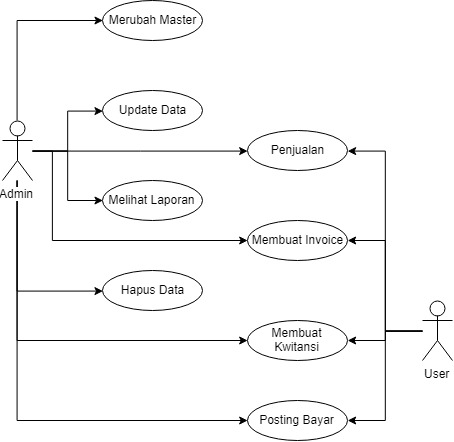 Merubah Master
Update Data
Penjualan
Admin
Melihat Laporan
Membuat Invoice
Hapus Data
Membuat
Kwitansi
User
Posting Bayar